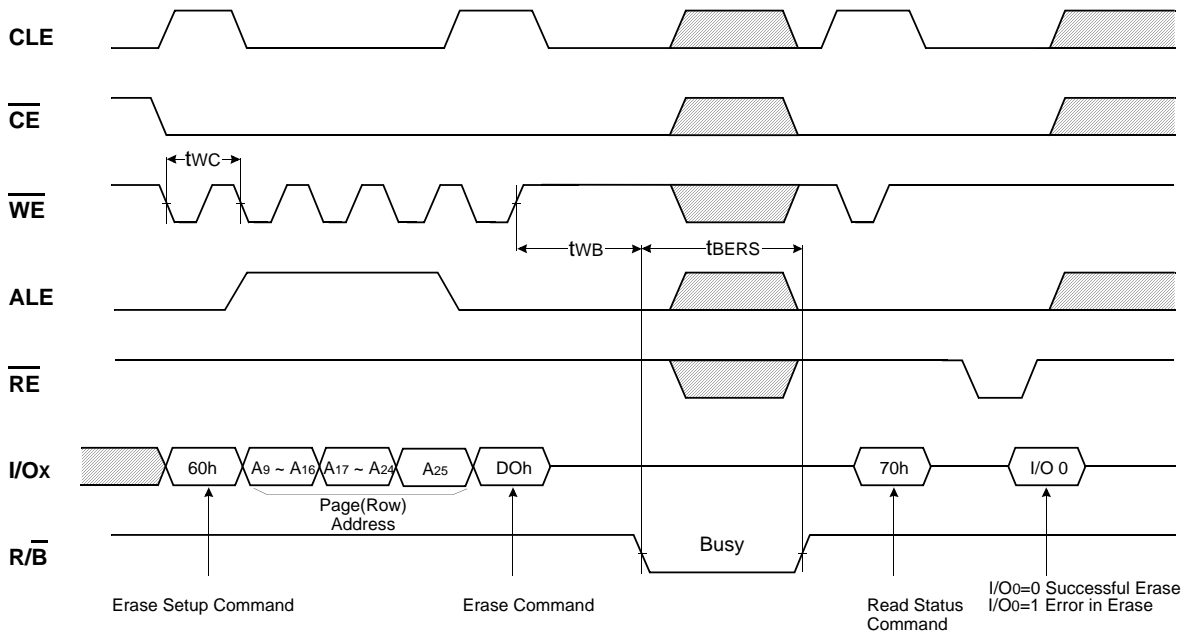 CLE
CE
tWC
WE
tWB
tBERS
ALE
RE
I/Ox
60h
A9 ~ A16
A17 ~ A24
A25
DOh
70h
I/O 0
Page(Row)
Address
R/B
Busy
Erase Setup Command
Erase Command
Read Status
Command
I/O0=0 Successful Erase
I/O0=1 Error in Erase